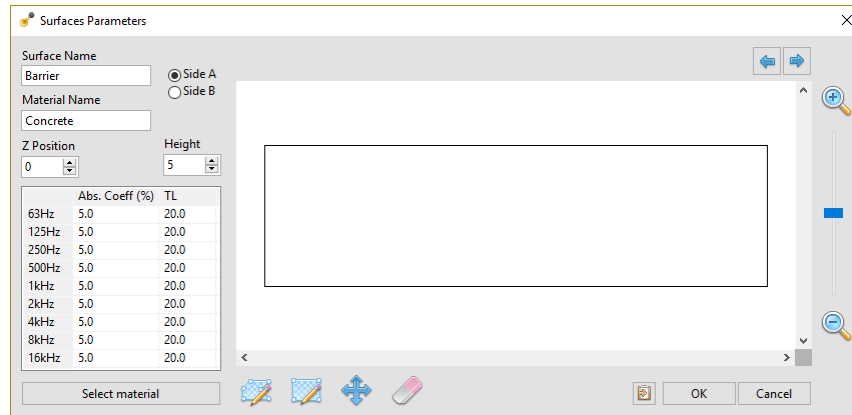 Surfaces Parameters
Surface Name
Barrier
Side A
Side B
Material Name
Concrete
Z Position
Height
0
5
Abs. Coeff (%) TL
63Hz 5.0 20.0
125Hz 5.0 20.0
250Hz 5.0 20.0
500Hz 5.0 20.0
1kHz 5.0 20.0
2kHz 5.0 20.0
4kHz 5.0 20.0
8kHz 5.0 20.0
16kHz 5.0 20.0
Select material
OK
Cancel